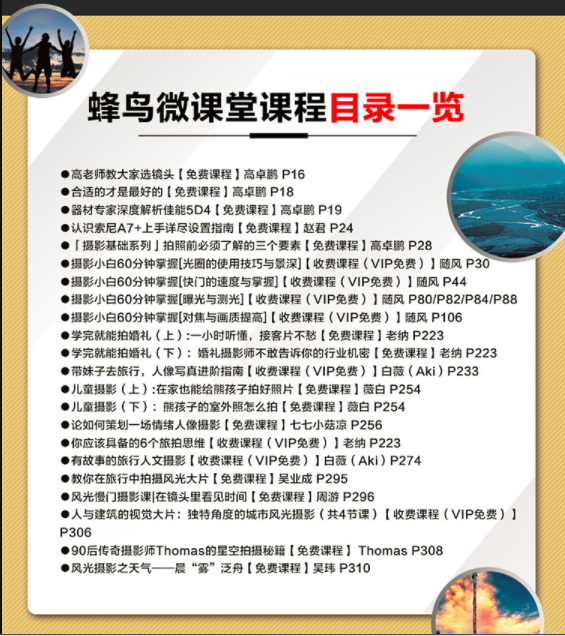 蜂鸟微课堂课程目录一览
●高老师教大家选镜头【免费课程】高卓鹏 P16
●合适的才是最好的【免费课程】高卓鹏 P18
●器材专家深度解析佳能5D4【免费课程】高卓鹏 P19
●认识索尼A7+上手详尽设置指南【免费课程】赵君 P24
●「摄影基础系列」拍照前必须了解的三个要素【免费课程】高卓鹏 P28
●摄影小白60分钟掌握[光圈的使用技巧与景深]【收费课程（VIP免费）】随风 P30
●摄影小白60分钟掌握[快门的速度与掌握]【收费课程（VIP免费）】随风 P44
●摄影小白60分钟掌握[曝光与测光]【收费课程（VIP免费）】随风 P80/P82/P84/P88
●摄影小白60分钟掌握[对焦与画质提高]【收费课程（VIP免费）】随风 P106
●学完就能拍婚礼（上）:一小时听懂，接客片不愁【免费课程】老纳 P223
●学完就能拍婚礼（下）：婚礼摄影师不敢告诉你的行业机密【免费课程】老纳 P223
●带妹子去旅行，人像写真进阶指南【收费课程（VIP免费）】白薇（Aki）P233
●儿童摄影（上）:在家也能给熊孩子拍好照片【免费课程】薇白 P254
●儿童摄影（下）：熊孩子的室外照怎么拍【免费课程】薇白 P254
●论如何策划一场情绪人像摄影【免费课程】七七小菇凉 P256
●你应该具备的6个旅拍思维【收费课程（VIP免费）】老纳 P223
●有故事的旅行人文摄影【收费课程（VIP免费）】白薇（Aki）P274
●教你在旅行中拍摄风光大片【免费课程】吴业成 P295
●风光慢门摄影课|在镜头里看见时间【免费课程】周游 P296
●人与建筑的视觉大片：独特角度的城市风光摄影（共4节课）【收费课程（VIP免费）】
P306
●90后传奇摄影师Thomas的星空拍摄秘籍【免费课程】 Thomas P308
●风光摄影之天气——晨“雾”泛舟【免费课程】吴玮 P310